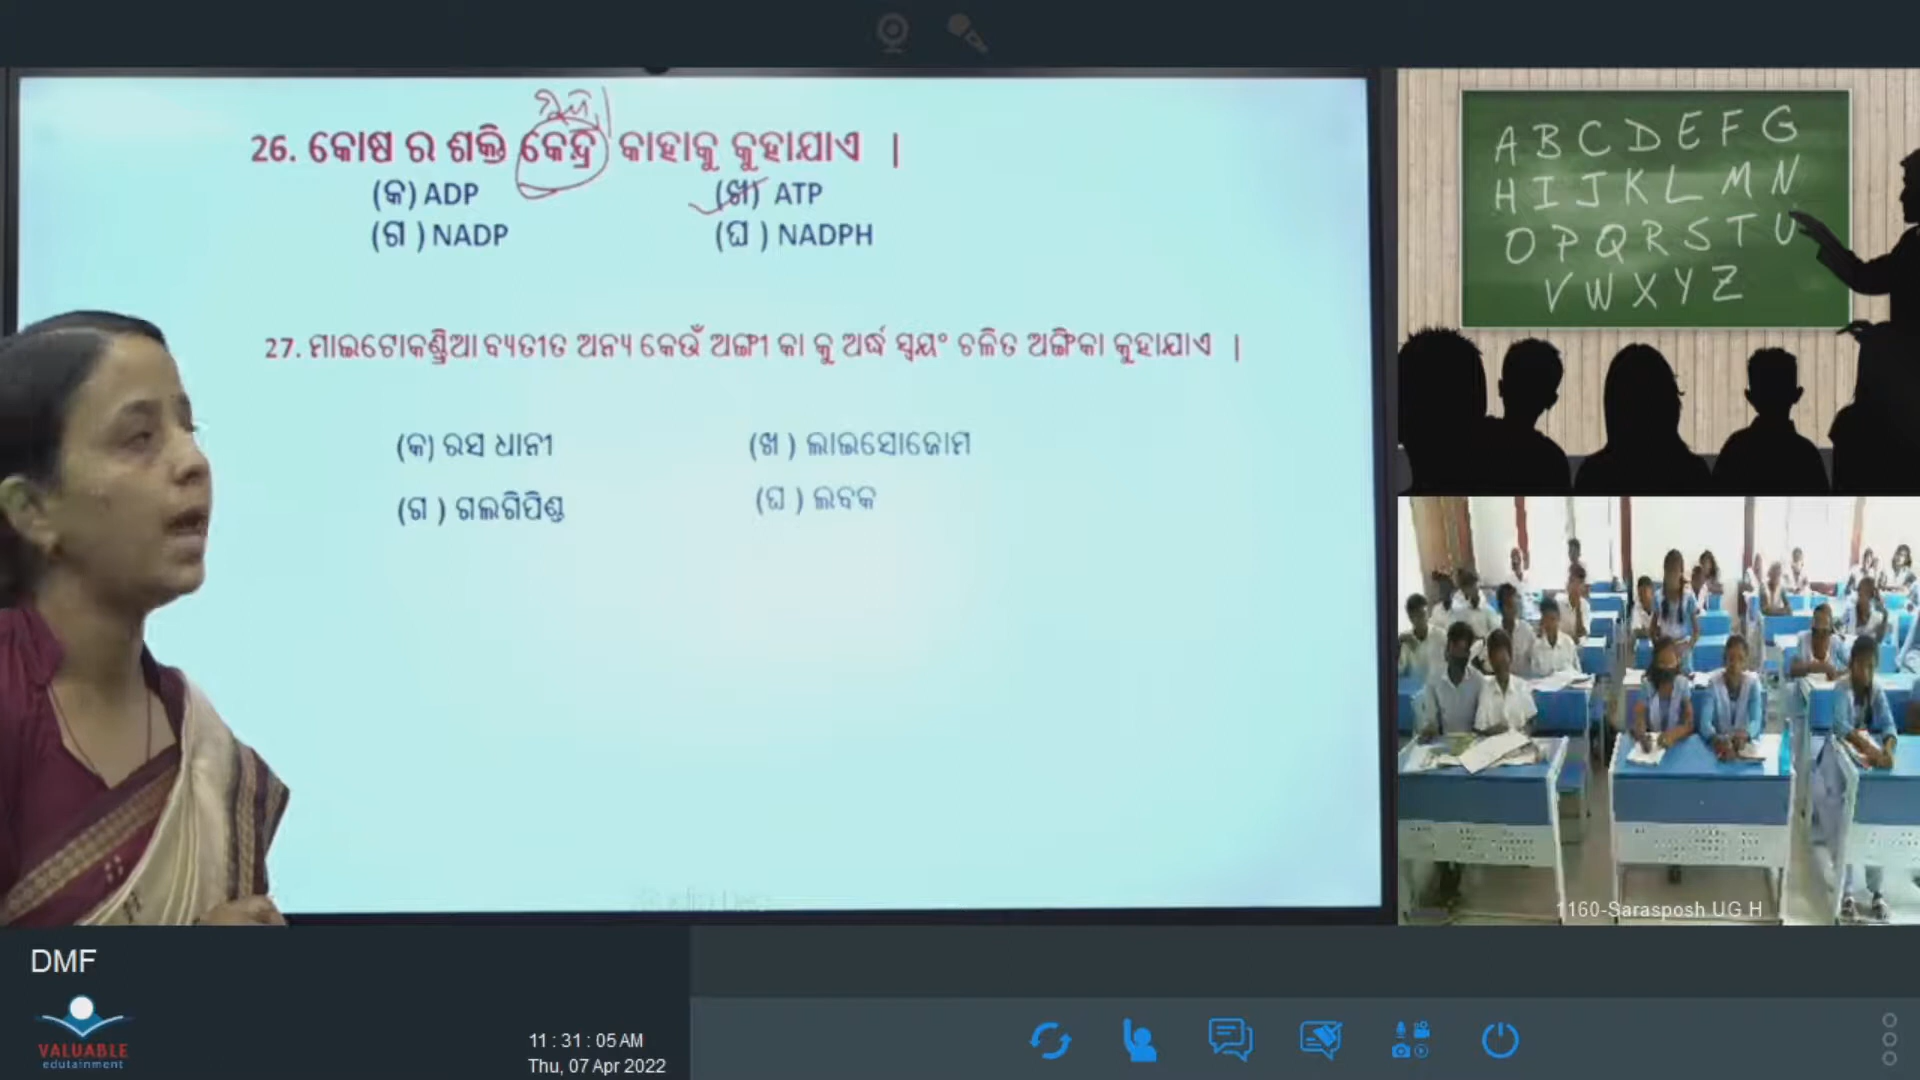 26. କୋଷ ର ଶକ୍ତି କେନ୍ଦ୍ର କାହାକୁ କୁହାଯାଏ |
(କ) ADP (ଖ) ATP
(ଗ ) NADP (ଘ ) NADPH
27. ମାଇଟୋକଣ୍ଡ୍ରିଆ ବ୍ୟତୀତ ଅନ୍ୟ କେଉଁ ଅଙ୍ଗୀ କା କୁ ଅର୍ଦ୍ଧ ସ୍ଵୟଂ ଚଳିତ ଅଙ୍ଗିକା କୁହାଯାଏ |
(କ) ରସ ଧାନୀ (ଖ ) ଲାଇସୋଜୋମ
(ଗ ) ଗଲଗିପିଣ୍ଡ (ଘ ) ଲବକ
A B C D E F G
H I J K L M N
O P Q R S T U
V W X Y Z
1160-Sarasposh UG H
DMF
VALUABLE
edutainment
11 : 31 : 05 AM
Thu, 07 Apr 2022